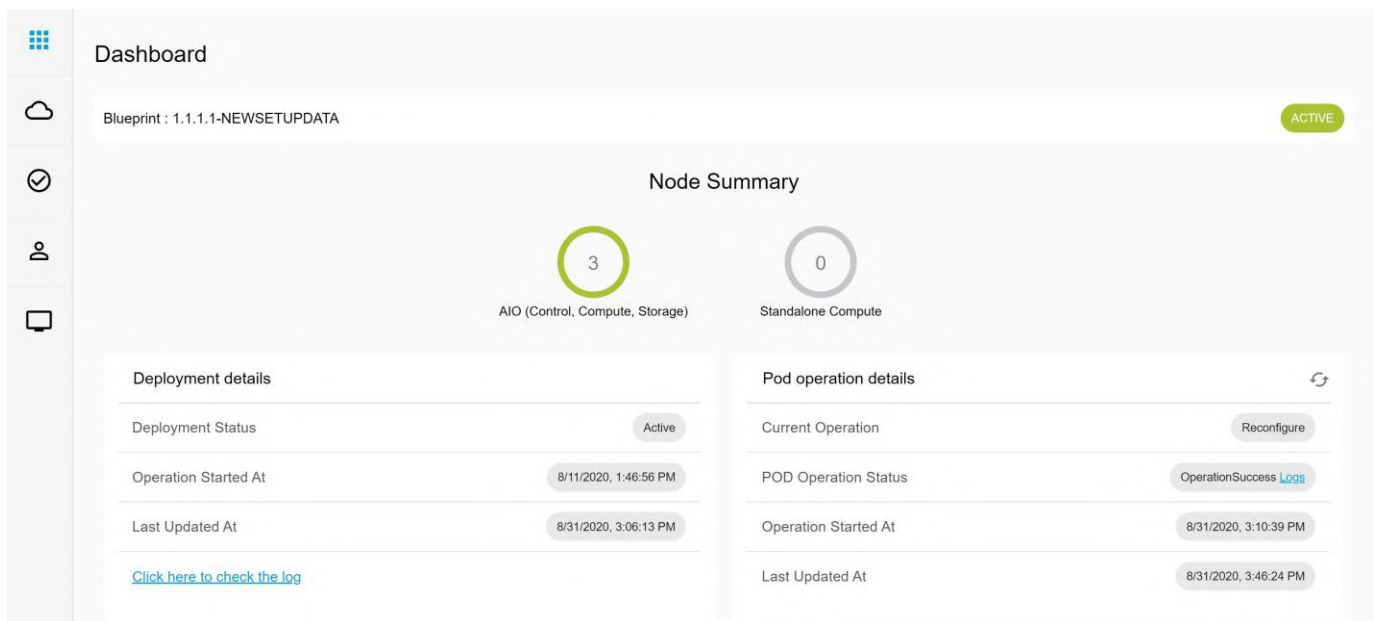 Dashboard
Blueprint : 1.1.1.1-NEWSETUPDATA
ACTIVE
Node Summary
3
AIO (Control, Compute, Storage)
0
Standalone Compute
Deployment details
Deployment Status
Active
Operation Started At
8/11/2020, 1:46:56 PM
Last Updated At
8/31/2020, 3:06:13 PM
Click here to check the log
Pod operation details
Current Operation
Reconfigure
POD Operation Status
OperationSuccess Logs
Operation Started At
8/31/2020, 3:10:39 PM
Last Updated At
8/31/2020, 3:46:24 PM